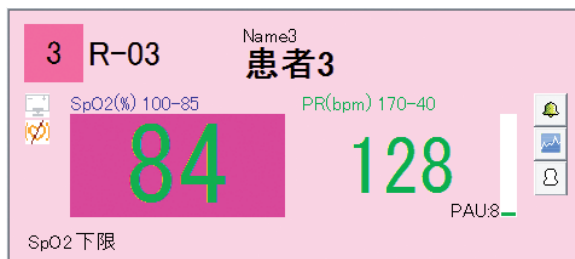 3 R-03 Name3
患者3
SpO2(%) 100-85 PR(bpm) 170-40
84 128
PAU:8
SpO2下限